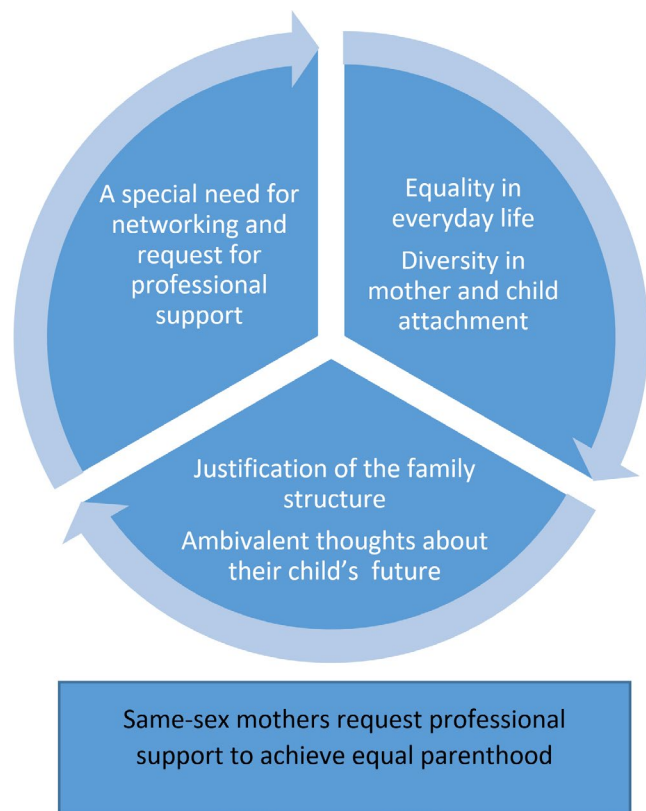 A special need for
networking and
request for
professional
support
Equality in
everyday life
Diversity in
mother and child
attachment
Justification of the family
structure
Ambivalent thoughts about
their child’s future
Same-sex mothers request professional
support to achieve equal parenthood